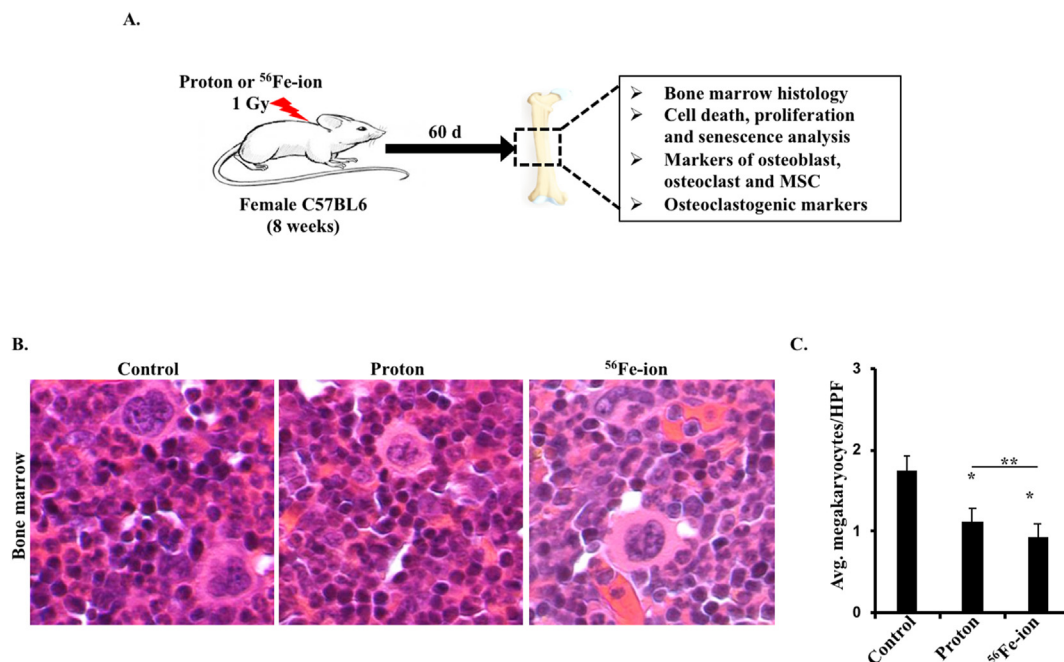 A.
Proton or ⁵⁶Fe-ion
1 Gy
60 d
Female C57BL6
(8 weeks)
➢ Bone marrow histology
➢ Cell death, proliferation
and senescence analysis
➢ Markers of osteoblast,
osteoclast and MSC
➢ Osteoclastogenic markers
B.
Control
Proton
⁵⁶Fe-ion
Bone marrow
C.
Avg. megakaryocytes/HPF
3
2
1
0
*
**
*
Control
Proton
⁵⁶Fe-ion